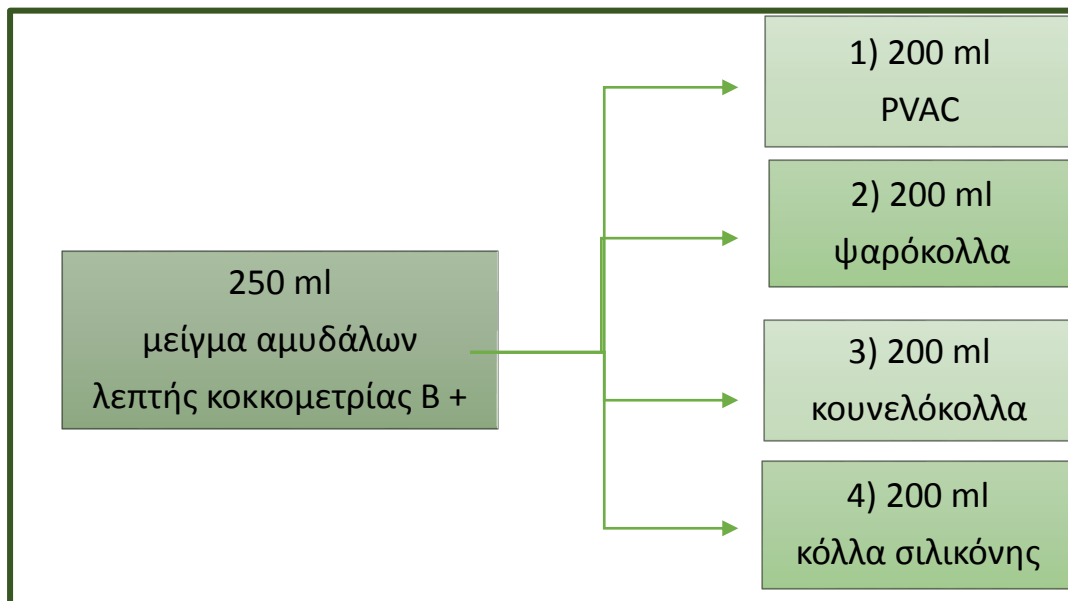 250 ml
μείγμα αμυδάλων
λεπτής κοκκομετρίας Β +
1) 200 ml
PVAC
2) 200 ml
ψαρόκολλα
3) 200 ml
κουνελόκολλα
4) 200 ml
κόλλα σιλικόνης